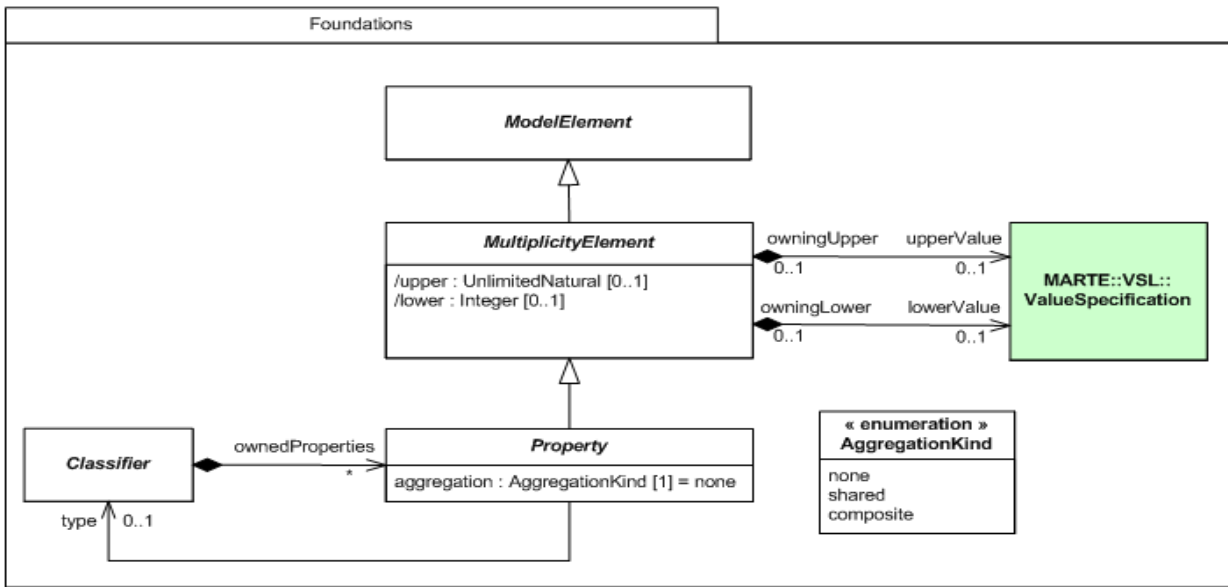 Foundations
ModelElement
MultiplicityElement
/upper : UnlimitedNatural [0..1]
/lower : Integer [0..1]
owningUpper
upperValue
0..1
0..1
owningLower
lowerValue
0..1
0..1
MARTE::VSL::
ValueSpecification
Classifier
ownedProperties
*
Property
aggregation : AggregationKind [1] = none
type
0..1
« enumeration »
AggregationKind
none
shared
composite